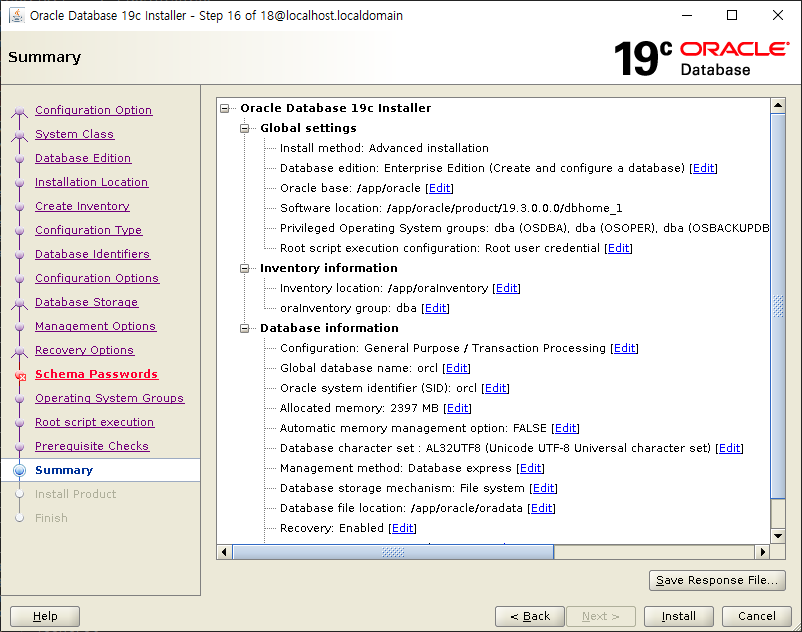 Oracle Database 19c Installer - Step 16 of 18@localhost.localdomain
Summary
19c ORACLE
Database
Configuration Option
System Class
Database Edition
Installation Location
Create Inventory
Configuration Type
Database Identifiers
Configuration Options
Database Storage
Management Options
Recovery Options
Schema Passwords
Operating System Groups
Root script execution
Prerequisite Checks
Summary
Install Product
Finish
Oracle Database 19c Installer
Global settings
Install method: Advanced installation
Database edition: Enterprise Edition (Create and configure a database) [Edit]
Oracle base: /app/oracle [Edit]
Software location: /app/oracle/product/19.3.0.0.0/dbhome_1
Privileged Operating System groups: dba (OSDBA), dba (OSOPER), dba (OSBACKUPDB
Root script execution configuration: Root user credential [Edit]
Inventory information
Inventory location: /app/oraInventory [Edit]
oraInventory group: dba [Edit]
Database information
Configuration: General Purpose / Transaction Processing [Edit]
Global database name: orcl [Edit]
Oracle system identifier (SID): orcl [Edit]
Allocated memory: 2397 MB [Edit]
Automatic memory management option: FALSE [Edit]
Database character set : AL32UTF8 (Unicode UTF-8 Universal character set) [Edit]
Management method: Database express [Edit]
Database storage mechanism: File system [Edit]
Database file location: /app/oracle/oradata [Edit]
Recovery: Enabled [Edit]
Save Response File...
Help
< Back
Next >
Install
Cancel